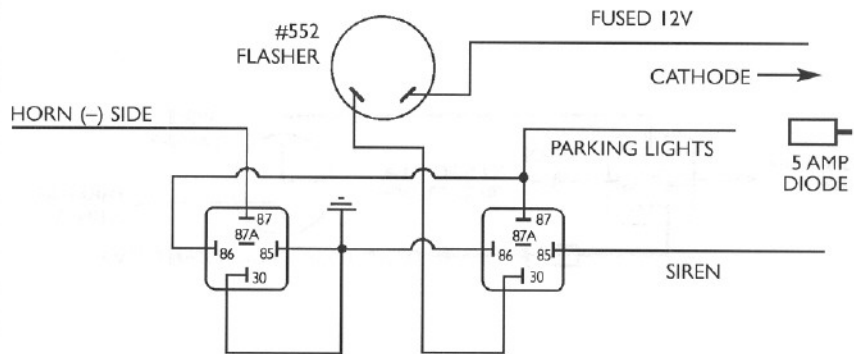 #552
FLASHER
FUSED 12V
CATHODE
HORN (–) SIDE
PARKING LIGHTS
5 AMP
DIODE
87
87A
86
85
30
87
87A
86
85
30
SIREN